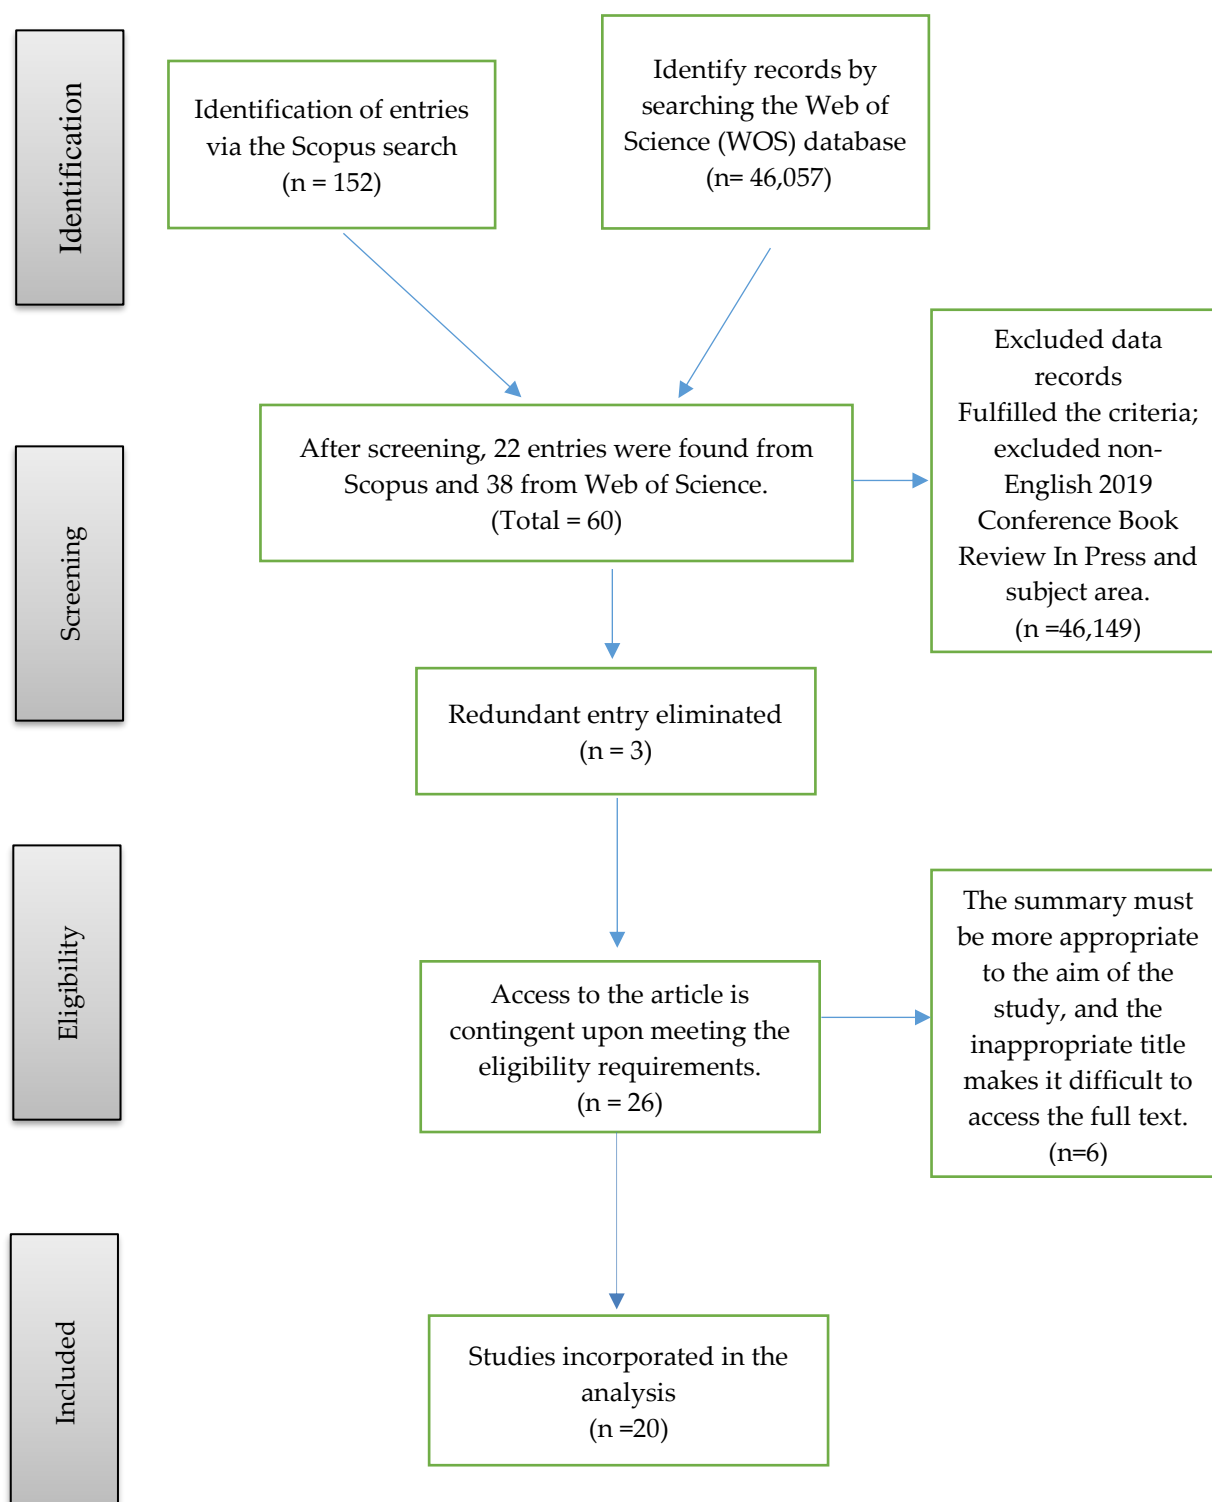 Identification
Identification of entries
via the Scopus search
(n = 152)
Identify records by
searching the Web of
Science (WOS) database
(n= 46,057)
Screening
After screening, 22 entries were found from
Scopus and 38 from Web of Science.
(Total = 60)
Excluded data
records
Fulfilled the criteria;
excluded non-
English 2019
Conference Book
Review In Press and
subject area.
(n =46,149)
Redundant entry eliminated
(n = 3)
Eligibility
Access to the article is
contingent upon meeting the
eligibility requirements.
(n = 26)
The summary must
be more appropriate
to the aim of the
study, and the
inappropriate title
makes it difficult to
access the full text.
(n=6)
Included
Studies incorporated in the
analysis
(n =20)